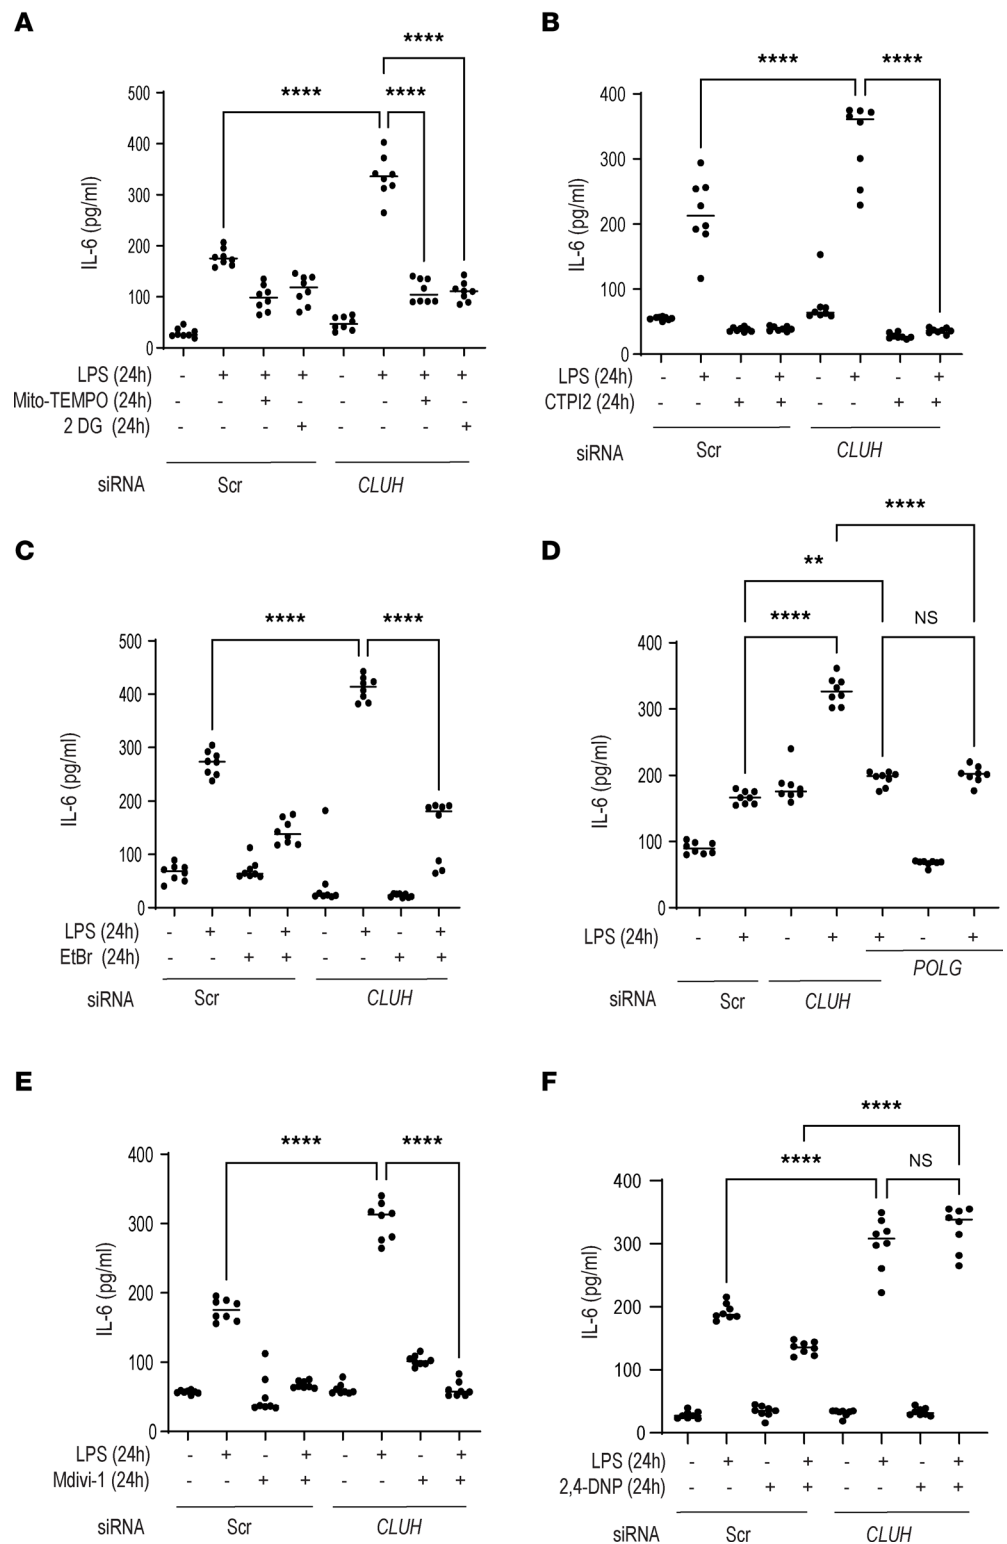 A
****
****
****
500
400
300
200
100
0
IL-6 (pg/ml)
LPS (24h) - + + + - + + +
Mito-TEMPO (24h) - - + - - - + -
2 DG (24h) - - - + - - - +
siRNA Scr CLUH
B
****
****
400
300
200
100
0
IL-6 (pg/ml)
LPS (24h) - + - + - + - +
CTPI2 (24h) - - + + - - + +
siRNA Scr CLUH
C
****
****
500
400
300
200
100
0
IL-6 (pg/ml)
LPS (24h) - + - + - + - +
EtBr (24h) - - + + - - + +
siRNA Scr CLUH
D
****
**
****
NS
400
300
200
100
0
IL-6 (pg/ml)
LPS (24h) - + - + + - +
POLG
siRNA Scr CLUH
E
****
****
400
300
200
100
0
IL-6 (pg/ml)
LPS (24h) - + - + - + - +
Mdivi-1 (24h) - - + + - - + +
siRNA Scr CLUH
F
****
****
NS
400
300
200
100
0
IL-6 (pg/ml)
LPS (24h) - + - + - + - +
2,4-DNP (24h) - - + + - - + +
siRNA Scr CLUH